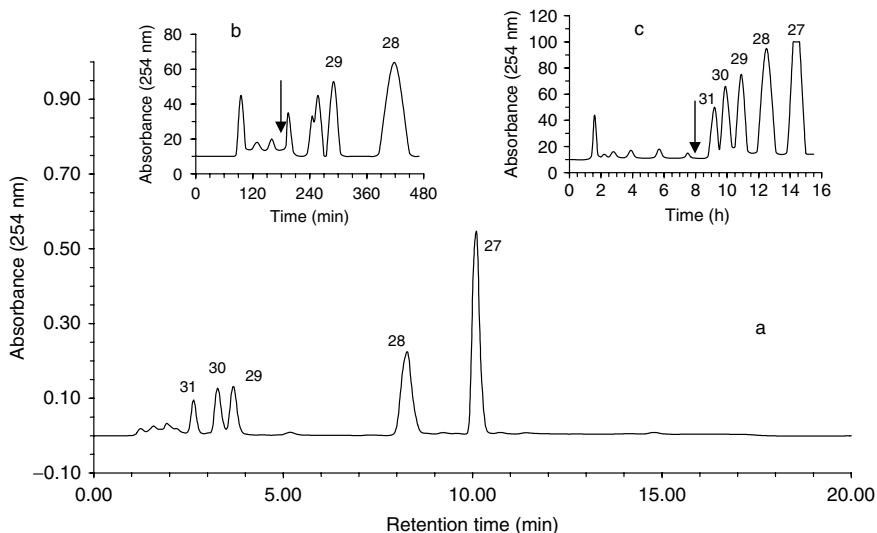 b
80
60
40
20
0
Absorbance (254 nm)
29
28
0 120 240 360 480
Time (min)
c
120
100
80
60
40
20
0
Absorbance (254 nm)
31
30
29
28
27
0 2 4 6 8 10 12 14 16
Time (h)
0.90
0.70
0.50
0.30
0.10
−0.10
Absorbance (254 nm)
31
30
29
28
27
a
0.00 5.00 10.00 15.00 20.00
Retention time (min)